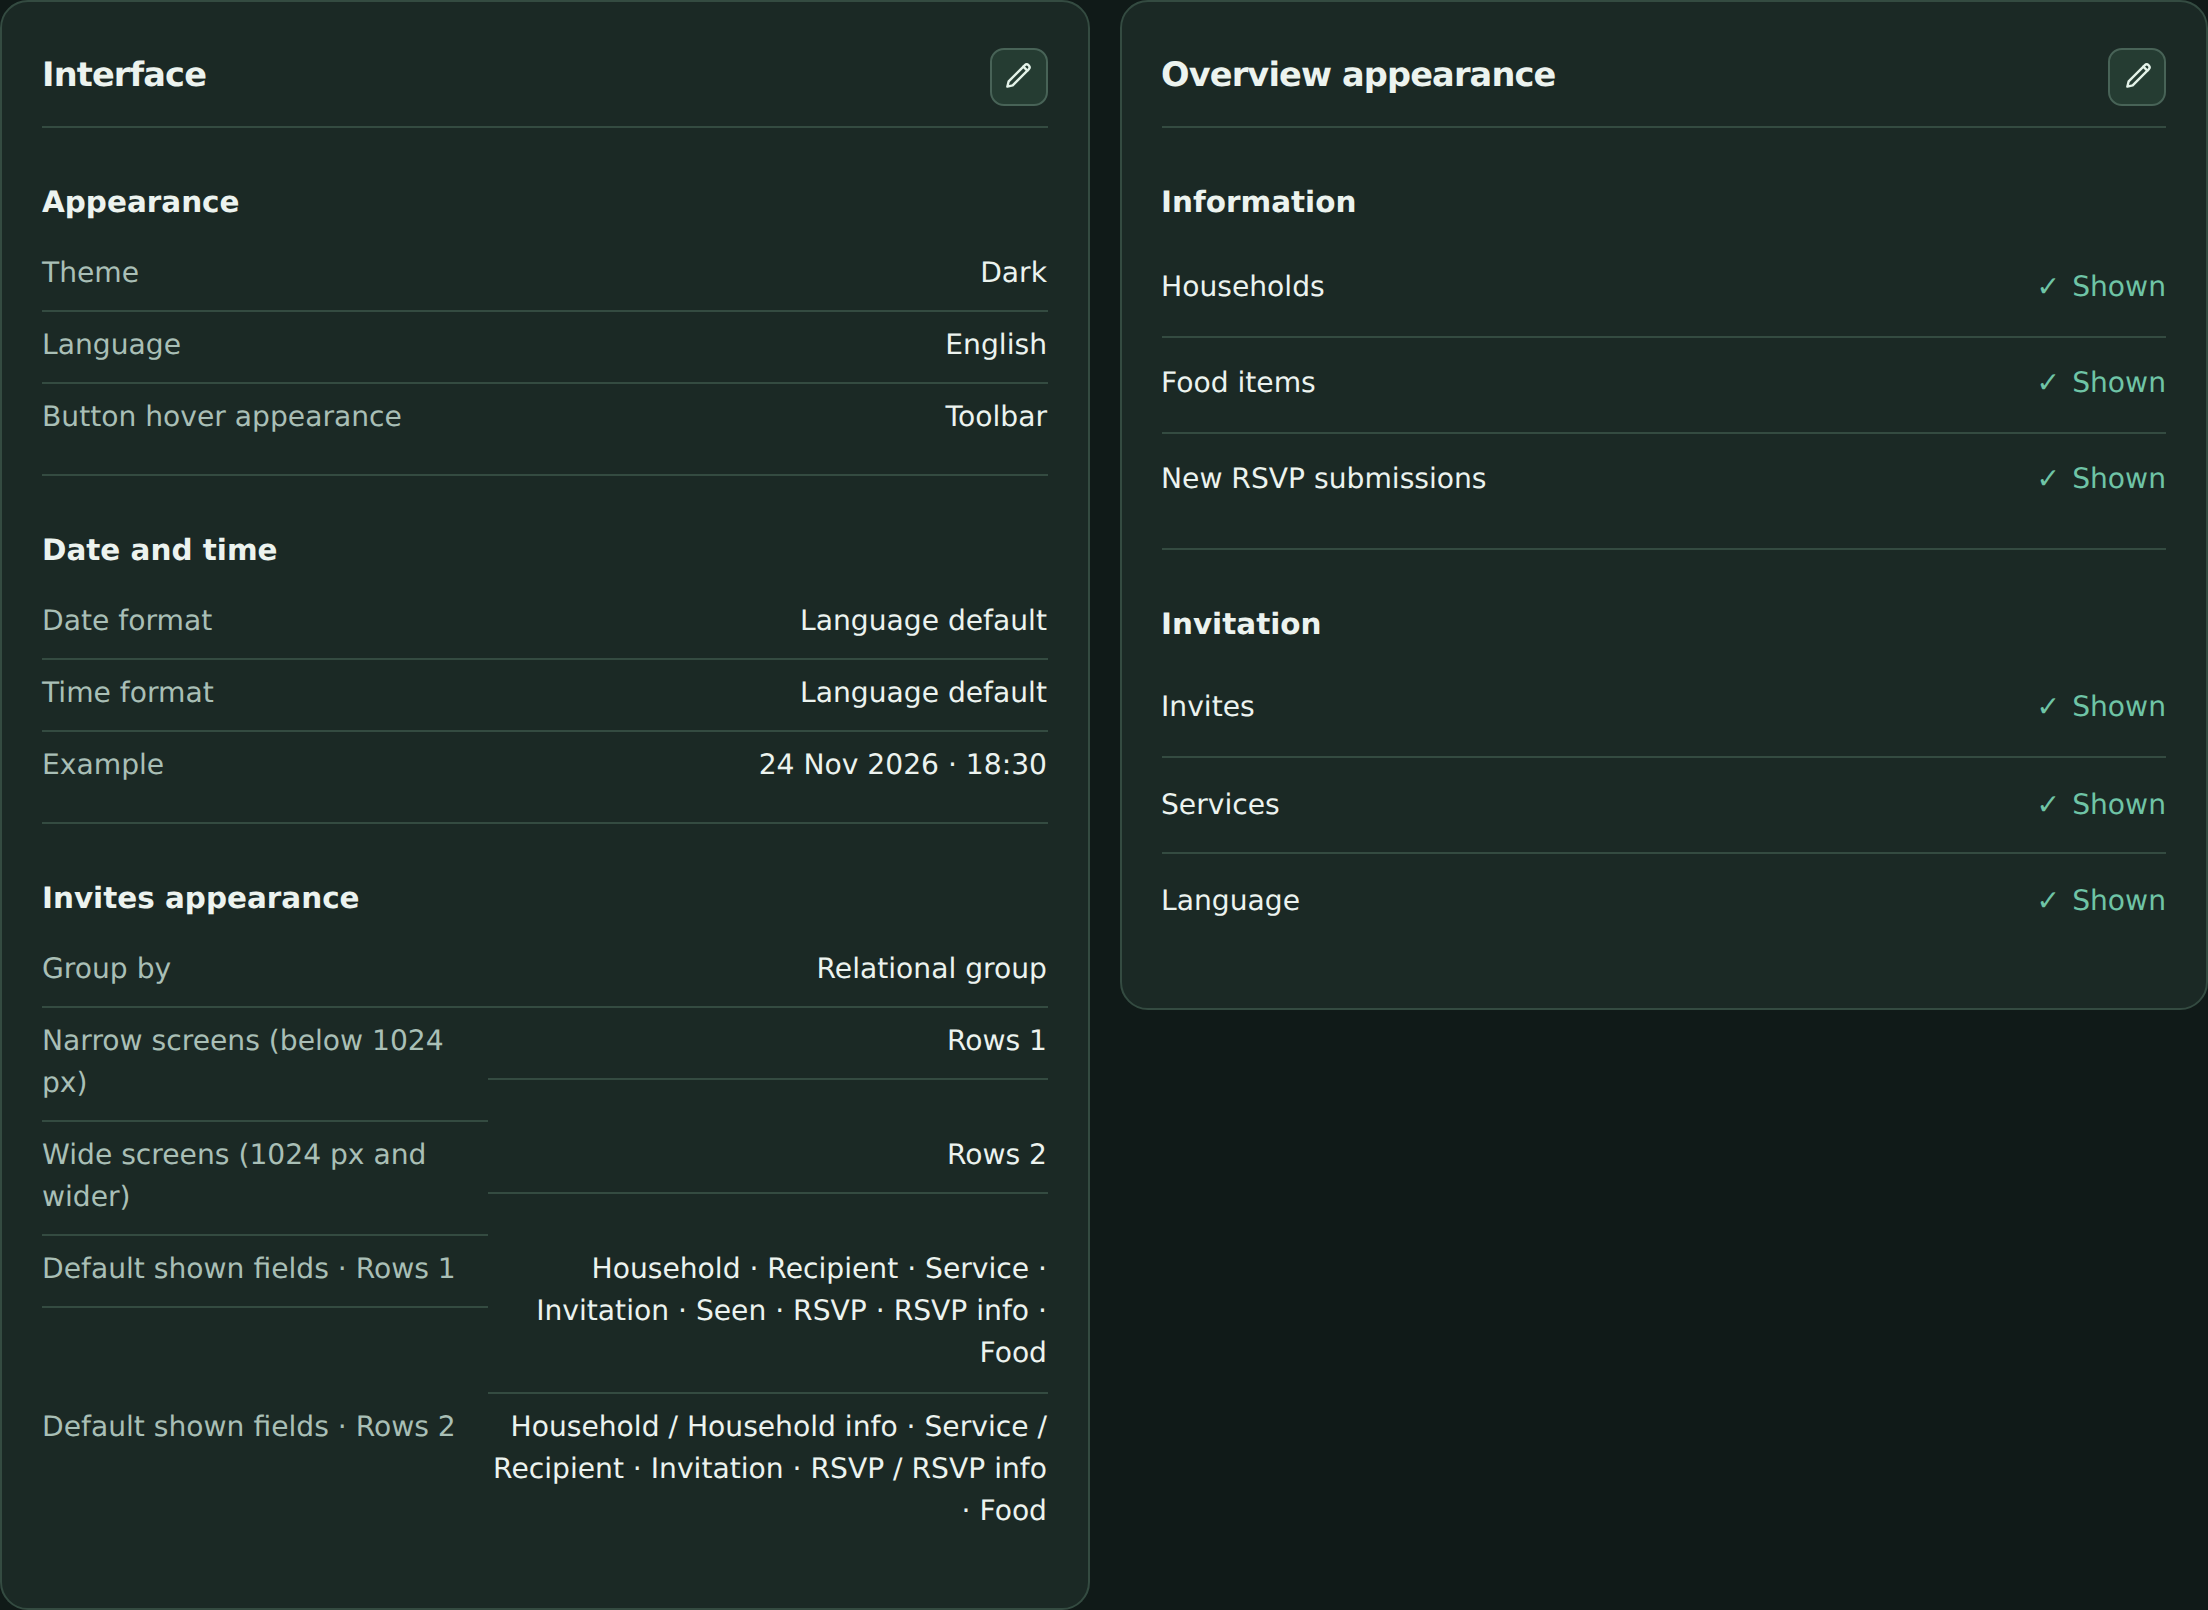 Interface
Appearance
Theme Dark
Language English
Button hover appearance Toolbar
Date and time
Date format Language default
Time format Language default
Example 24 Nov 2026 · 18:30
Invites appearance
Group by Relational group
Narrow screens (below 1024 Rows 1
px)
Wide screens (1024 px and Rows 2
wider)
Default shown fields · Rows 1 Household · Recipient · Service ·
Invitation · Seen · RSVP · RSVP info ·
Food
Default shown fields · Rows 2 Household / Household info · Service /
Recipient · Invitation · RSVP / RSVP info
· Food
Overview appearance
Information
Households ✓ Shown
Food items ✓ Shown
New RSVP submissions ✓ Shown
Invitation
Invites ✓ Shown
Services ✓ Shown
Language ✓ Shown